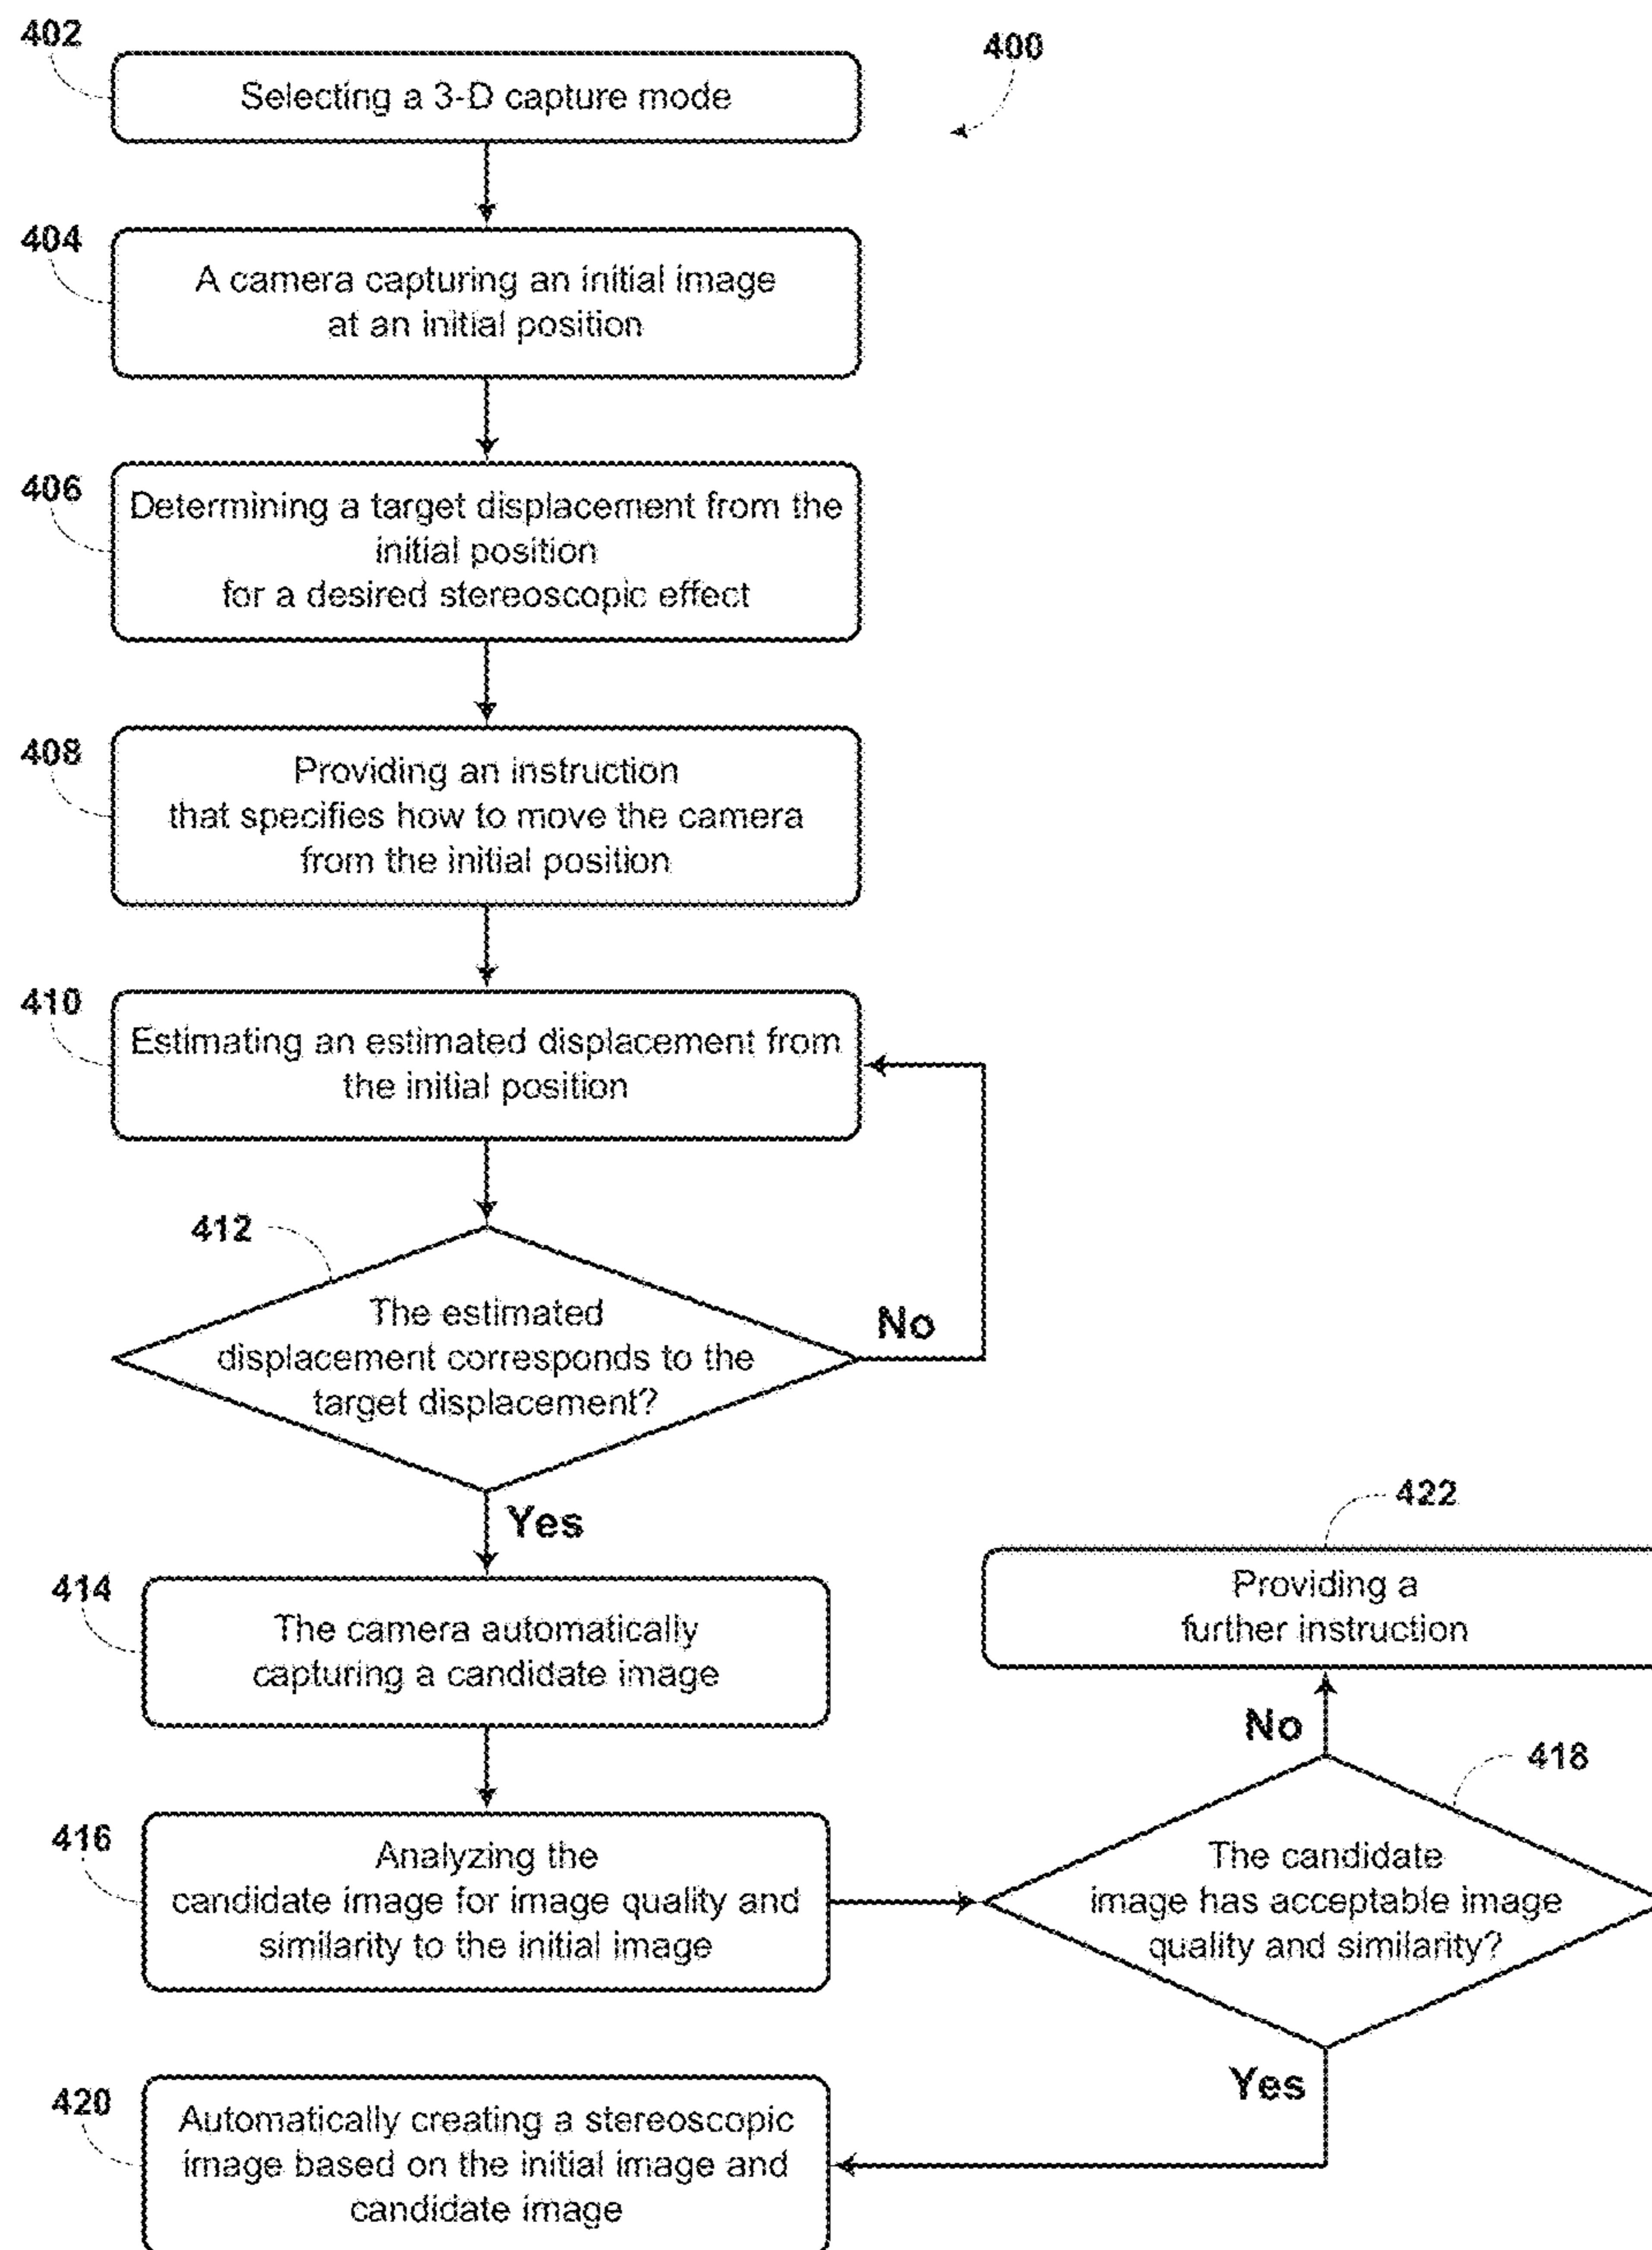 402
Selecting a 3-D capture mode
400
404
A camera capturing an initial image
at an initial position
406
Determining a target displacement from the
initial position
for a desired stereoscopic effect
408
Providing an instruction
that specifies how to move the camera
from the initial position
410
Estimating an estimated displacement from
the initial position
412
The estimated
displacement corresponds to the
target displacement?
No
Yes
414
The camera automatically
capturing a candidate image
416
Analyzing the
candidate image for image quality and
similarity to the initial image
418
The candidate
image has acceptable image
quality and similarity?
No
422
Providing a
further instruction
Yes
420
Automatically creating a stereoscopic
image based on the initial image and
candidate image